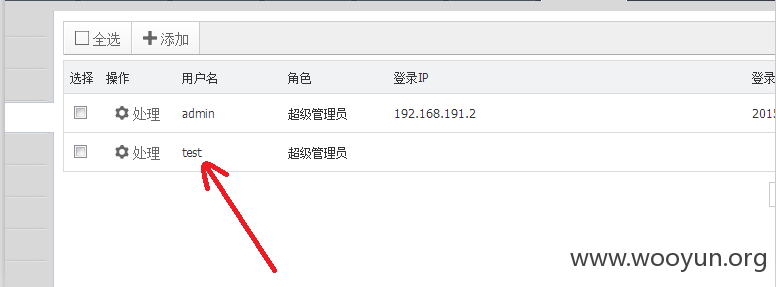 全选 添加
选择 操作 用户名 角色 登录IP 登录
处理 admin 超级管理员 192.168.191.2 2015
处理 test 超级管理员
www.wooyun.org